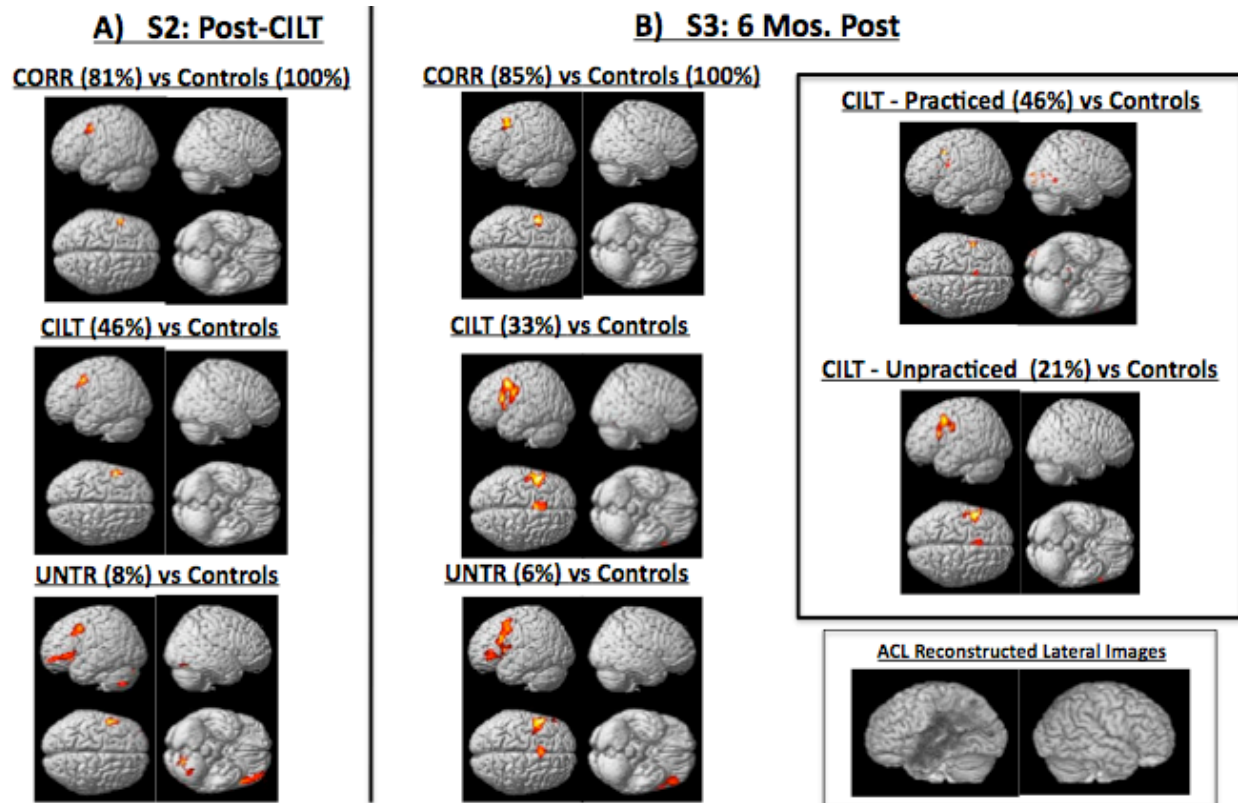 A) S2: Post-CILT
CORR (81%) vs Controls (100%)
CILT (46%) vs Controls
UNTR (8%) vs Controls
B) S3: 6 Mos. Post
CORR (85%) vs Controls (100%)
CILT (33%) vs Controls
UNTR (6%) vs Controls
CILT - Practiced (46%) vs Controls
CILT - Unpracticed (21%) vs Controls
ACL Reconstructed Lateral Images